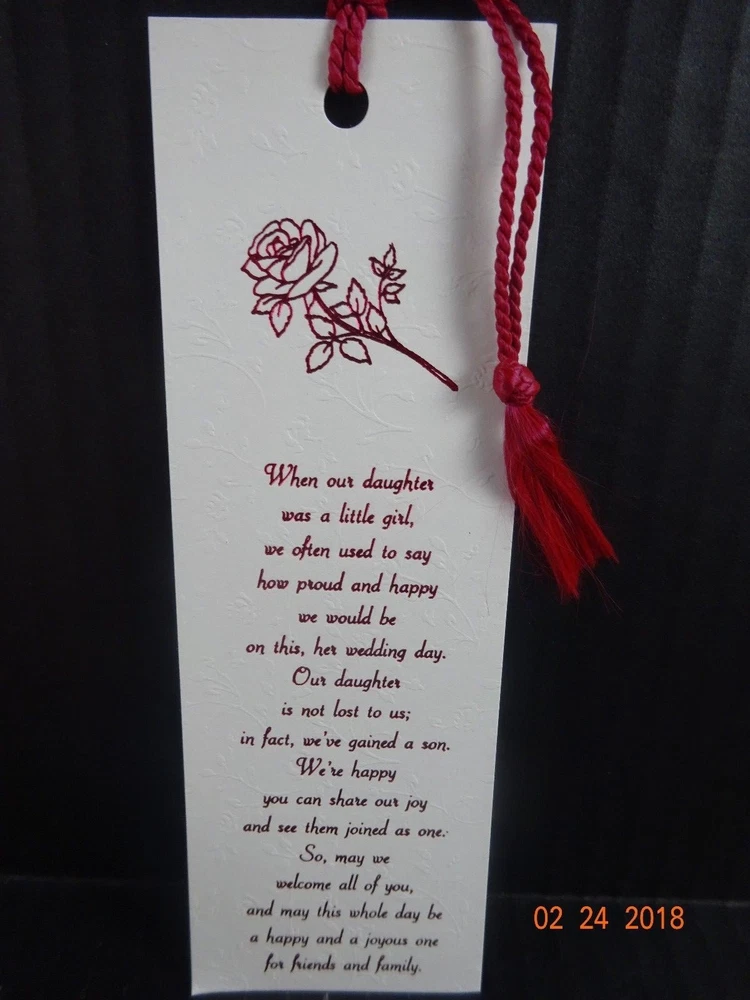 When our daughter
was a little girl,
we often used to say
how proud and happy
we would be
on this, her wedding day.
Our daughter
is not lost to us;
in fact, we've gained a son.
We're happy
you can share our joy
and see them joined as one.
So, may we
welcome all of you,
and may this whole day be
a happy and a joyous one
for friends and family.
02 24 2018